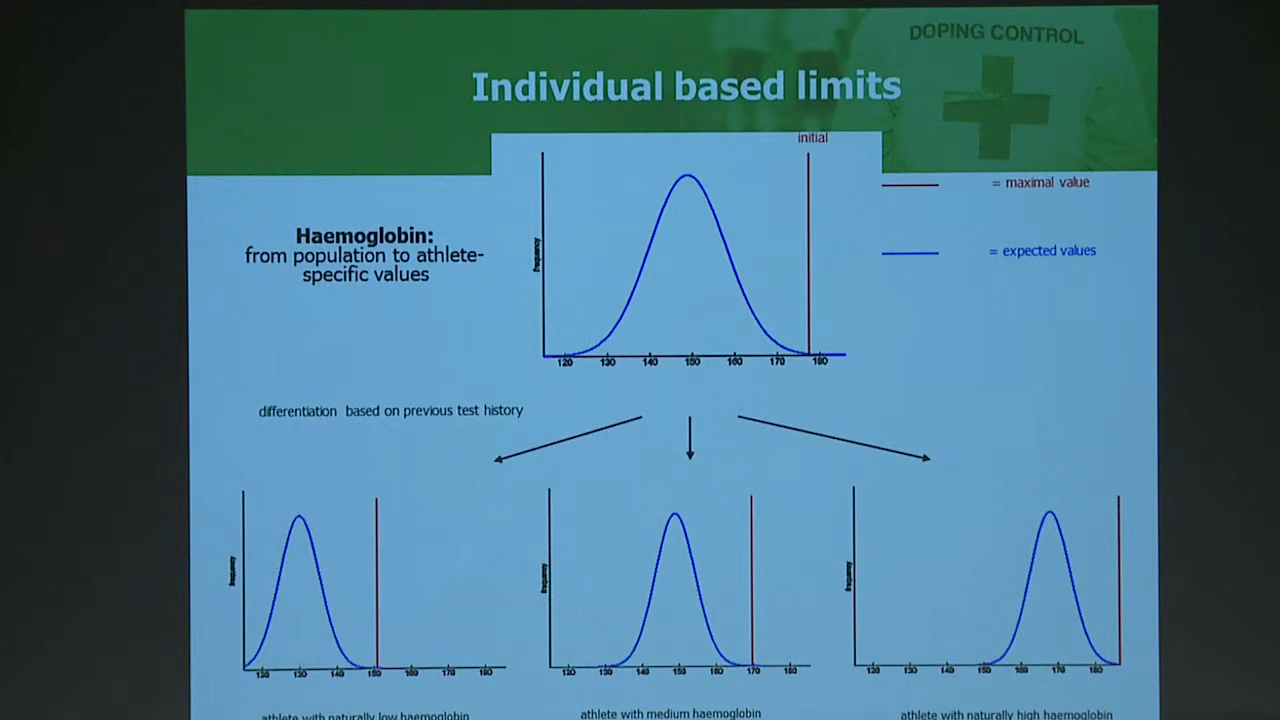 DOPING CONTROL
Individual based limits
initial
= maximal value
Haemoglobin:
from population to athlete-
specific values
= expected values
frequency
120 130 140 150 160 170 180
differentiation based on previous test history
frequency
120 130 140 150 160 170 180
frequency
120 130 140 150 160 170 180
frequency
120 130 140 150 160 170 180
athlete with naturally low haemoglobin
athlete with medium haemoglobin
athlete with naturally high haemoglobin